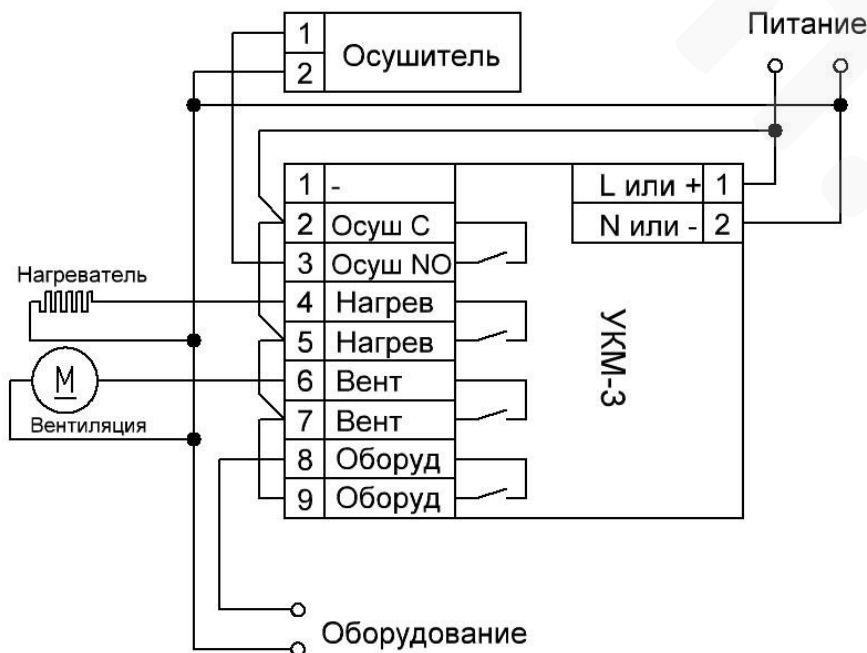 Питание
1
2 Осушитель
1 - L или + 1
2 Осуш C N или - 2
3 Осуш NO
Нагреватель
4 Нагрев
5 Нагрев
УКМ-3
M
6 Вент
Вентиляция
7 Вент
8 Оборуд
9 Оборуд
Оборудование